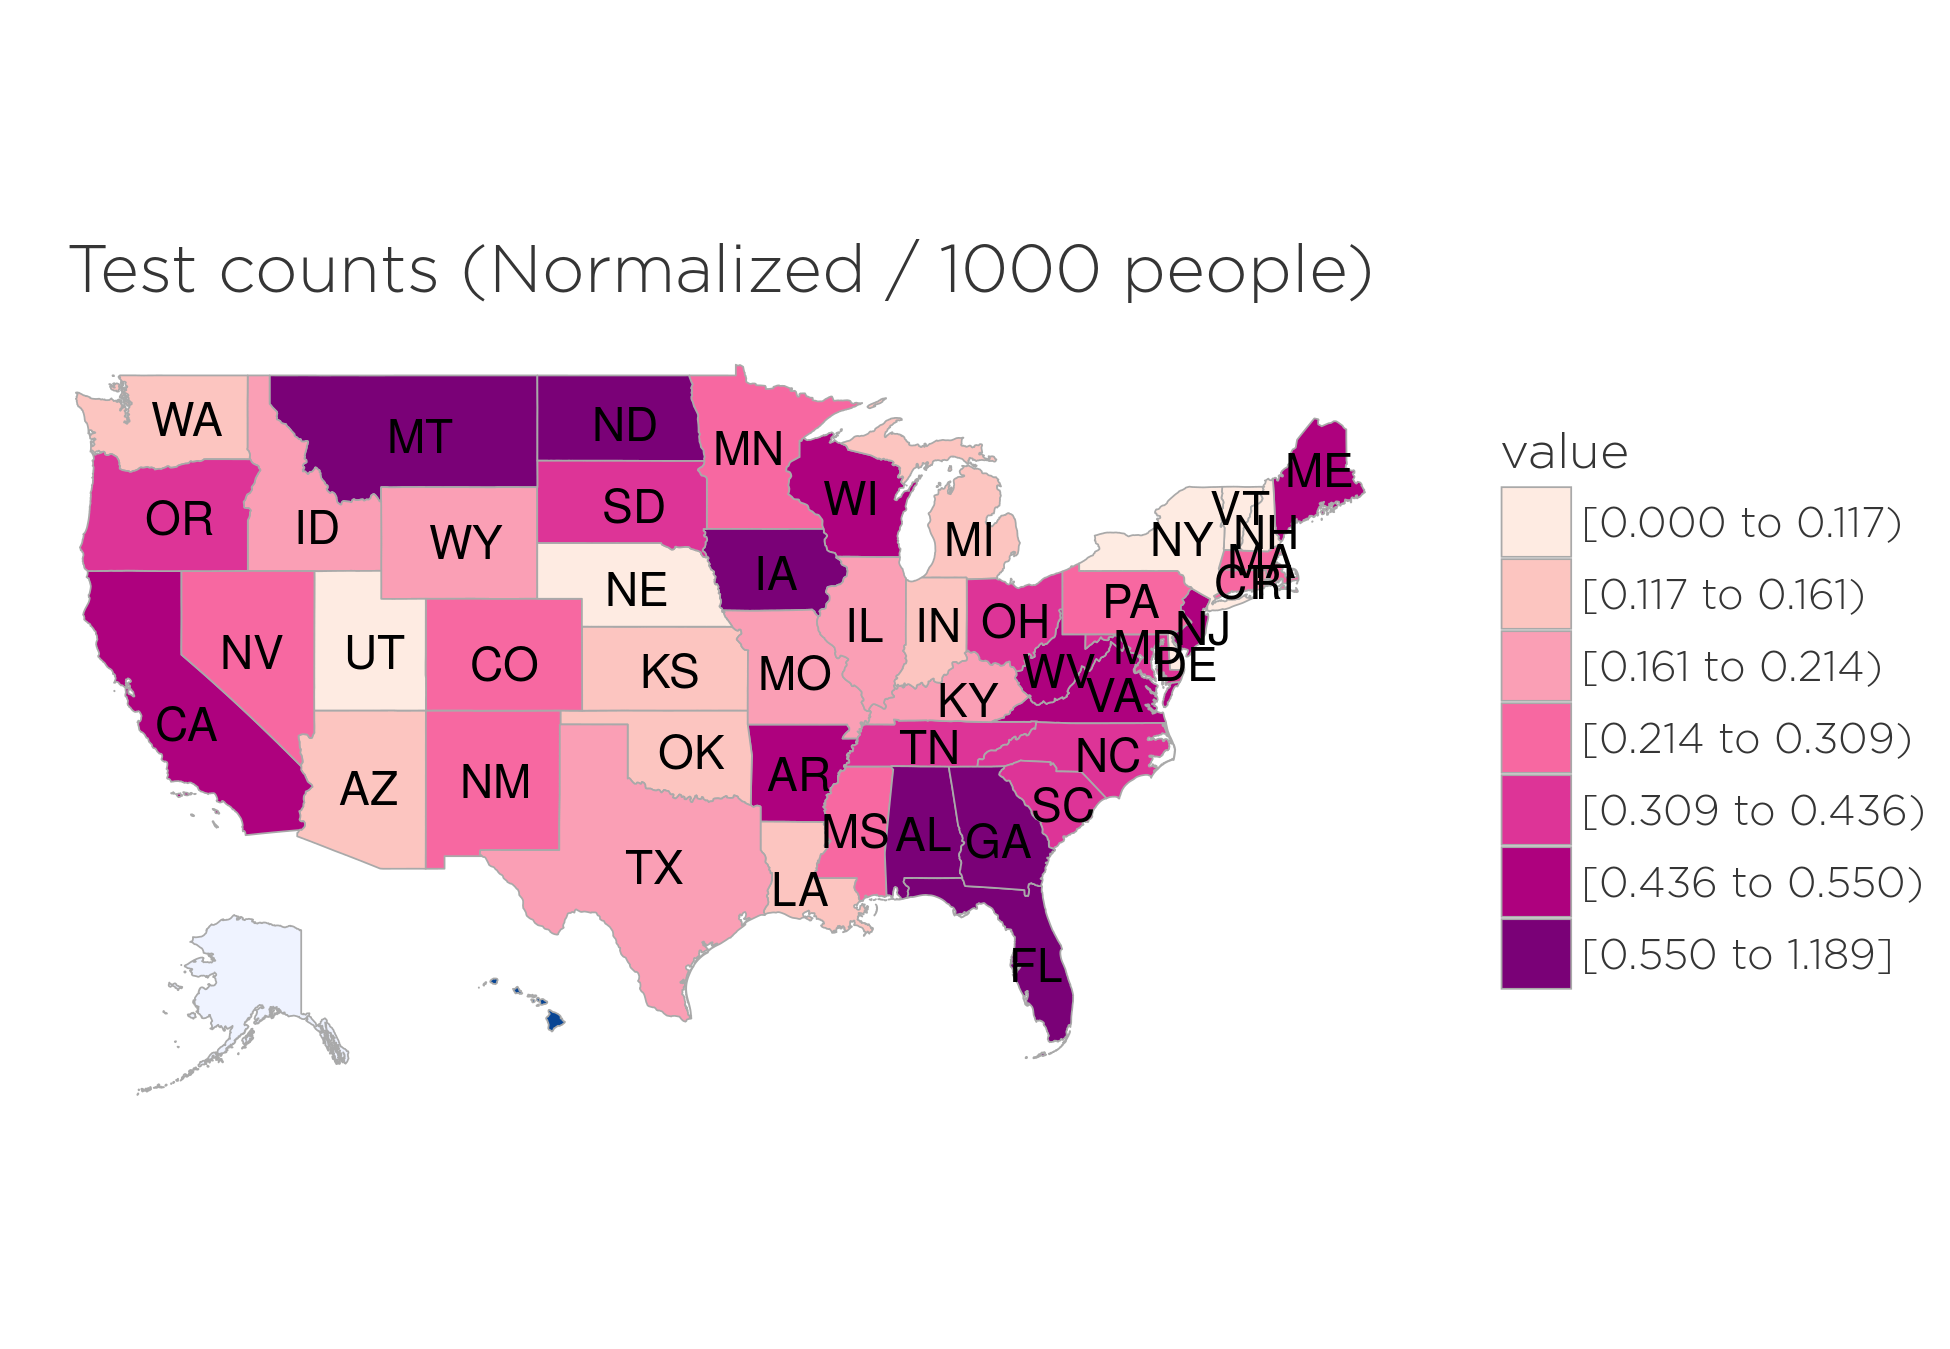 Test counts (Normalized / 1000 people)
WA
MT
ND
MN
VT
ME
OR
ID
WY
SD
WI
MI
NY
NH
MA
NV
UT
CO
NE
IA
IL
IN
OH
PA
NJ
CT
RI
CA
KS
MO
KY
WV
VA
MD
DE
AZ
NM
OK
AR
TN
NC
TX
LA
MS
AL
GA
SC
FL
value
[0.000 to 0.117)
[0.117 to 0.161)
[0.161 to 0.214)
[0.214 to 0.309)
[0.309 to 0.436)
[0.436 to 0.550)
[0.550 to 1.189]